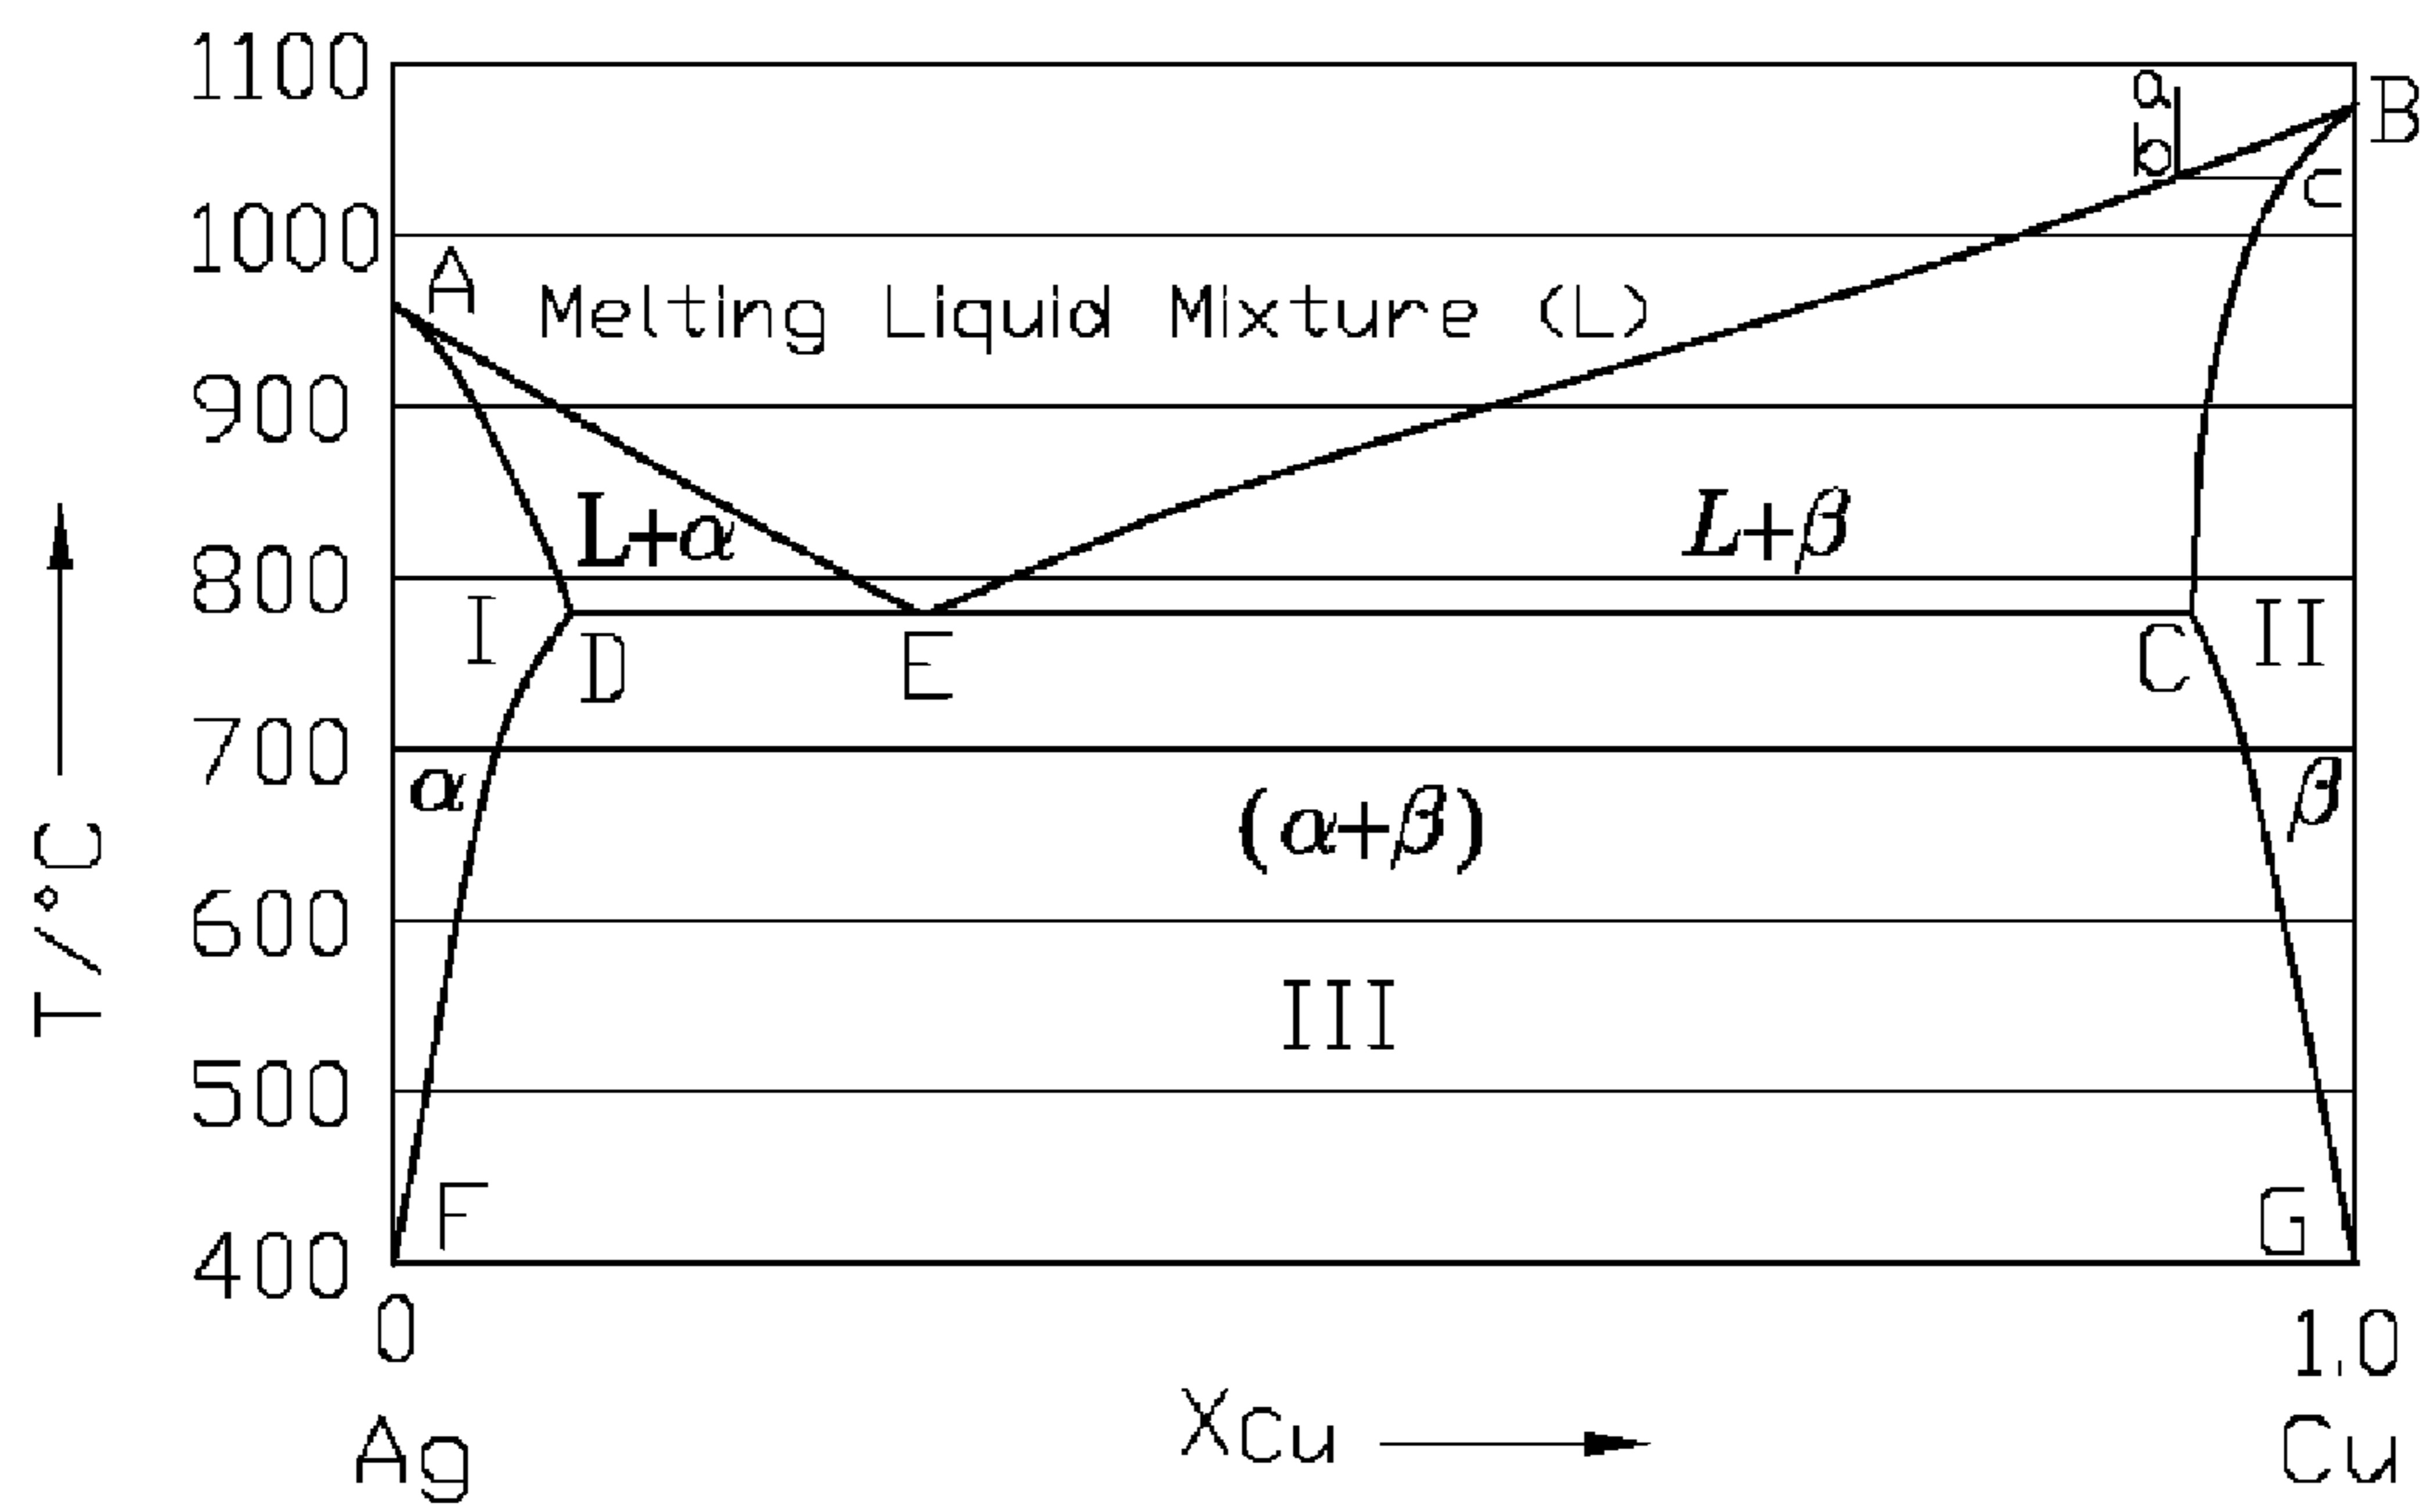 1100
a
B
b
c
1000
A
Melting Liquid Mixture (L)
900
L+α
L+β
800
I
D
E
C
II
700
α
(α+β)
β
T/°C
600
III
500
F
G
400
0
1.0
Ag
XCu
Cu